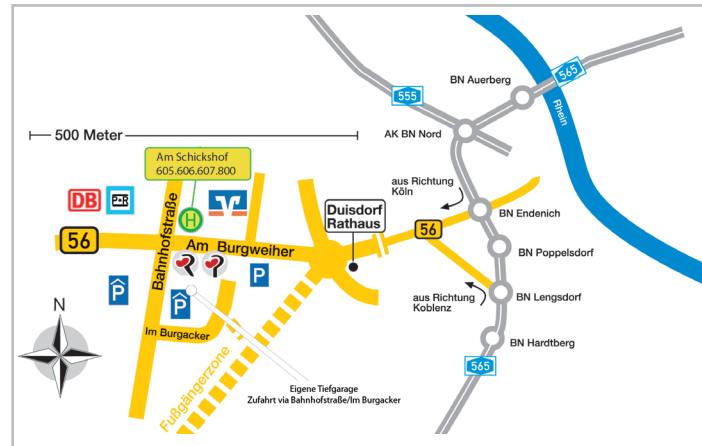 565
BN Auerberg
555
Rhein
AK BN Nord
500 Meter
Am Schickshof
605.606.607.800
aus Richtung
Köln
DB
P+R
H
Bahnhofstraße
Duisdorf
Rathaus
BN Endenich
56
56
Am Burgweiher
BN Poppelsdorf
P
P
P
aus Richtung
Koblenz
BN Lengsdorf
N
Im Burgacker
BN Hardtberg
Fußgängerzone
565
Eigene Tiefgarage
Zufahrt via Bahnhofstraße/Im Burgacker